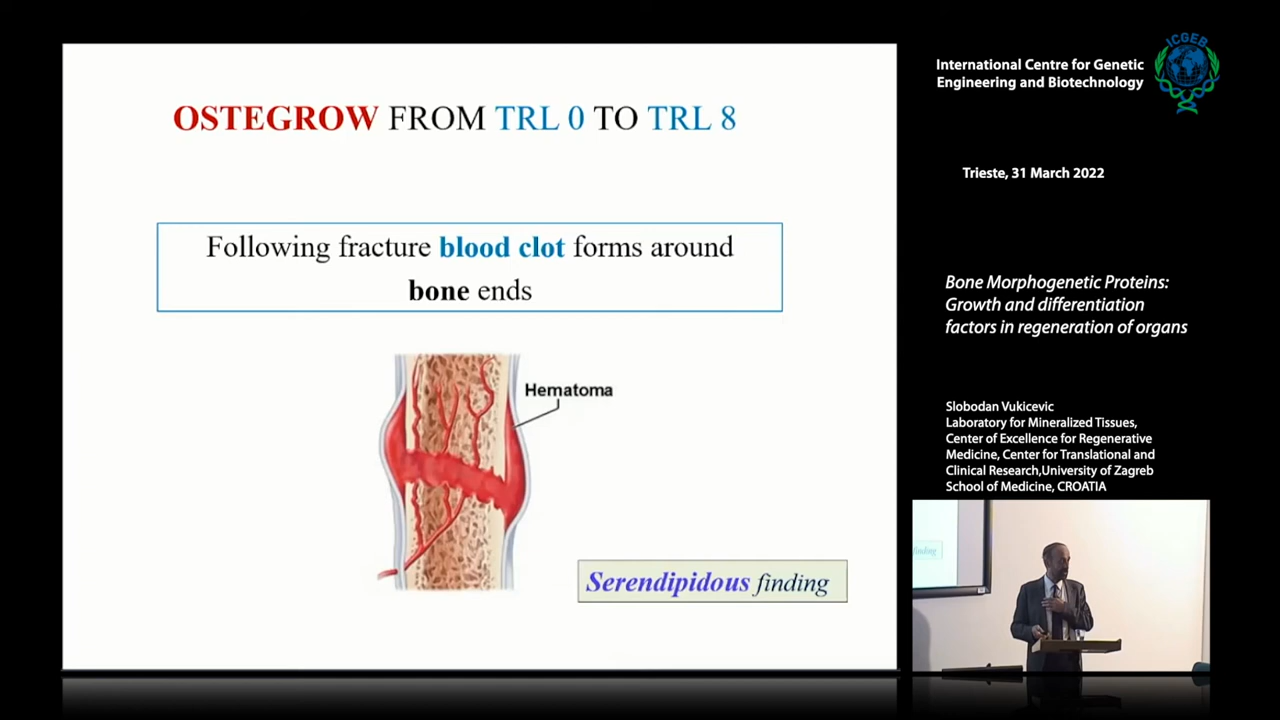 OSTEGROW FROM TRL 0 TO TRL 8
Following fracture blood clot forms around
bone ends
Hematoma
Serendipidous finding
ICGEB
International Centre for Genetic
Engineering and Biotechnology
Trieste, 31 March 2022
Bone Morphogenetic Proteins:
Growth and differentiation
factors in regeneration of organs
Slobodan Vukicevic
Laboratory for Mineralized Tissues,
Center of Excellence for Regenerative
Medicine, Center for Translational and
Clinical Research,University of Zagreb
School of Medicine, CROATIA
finding